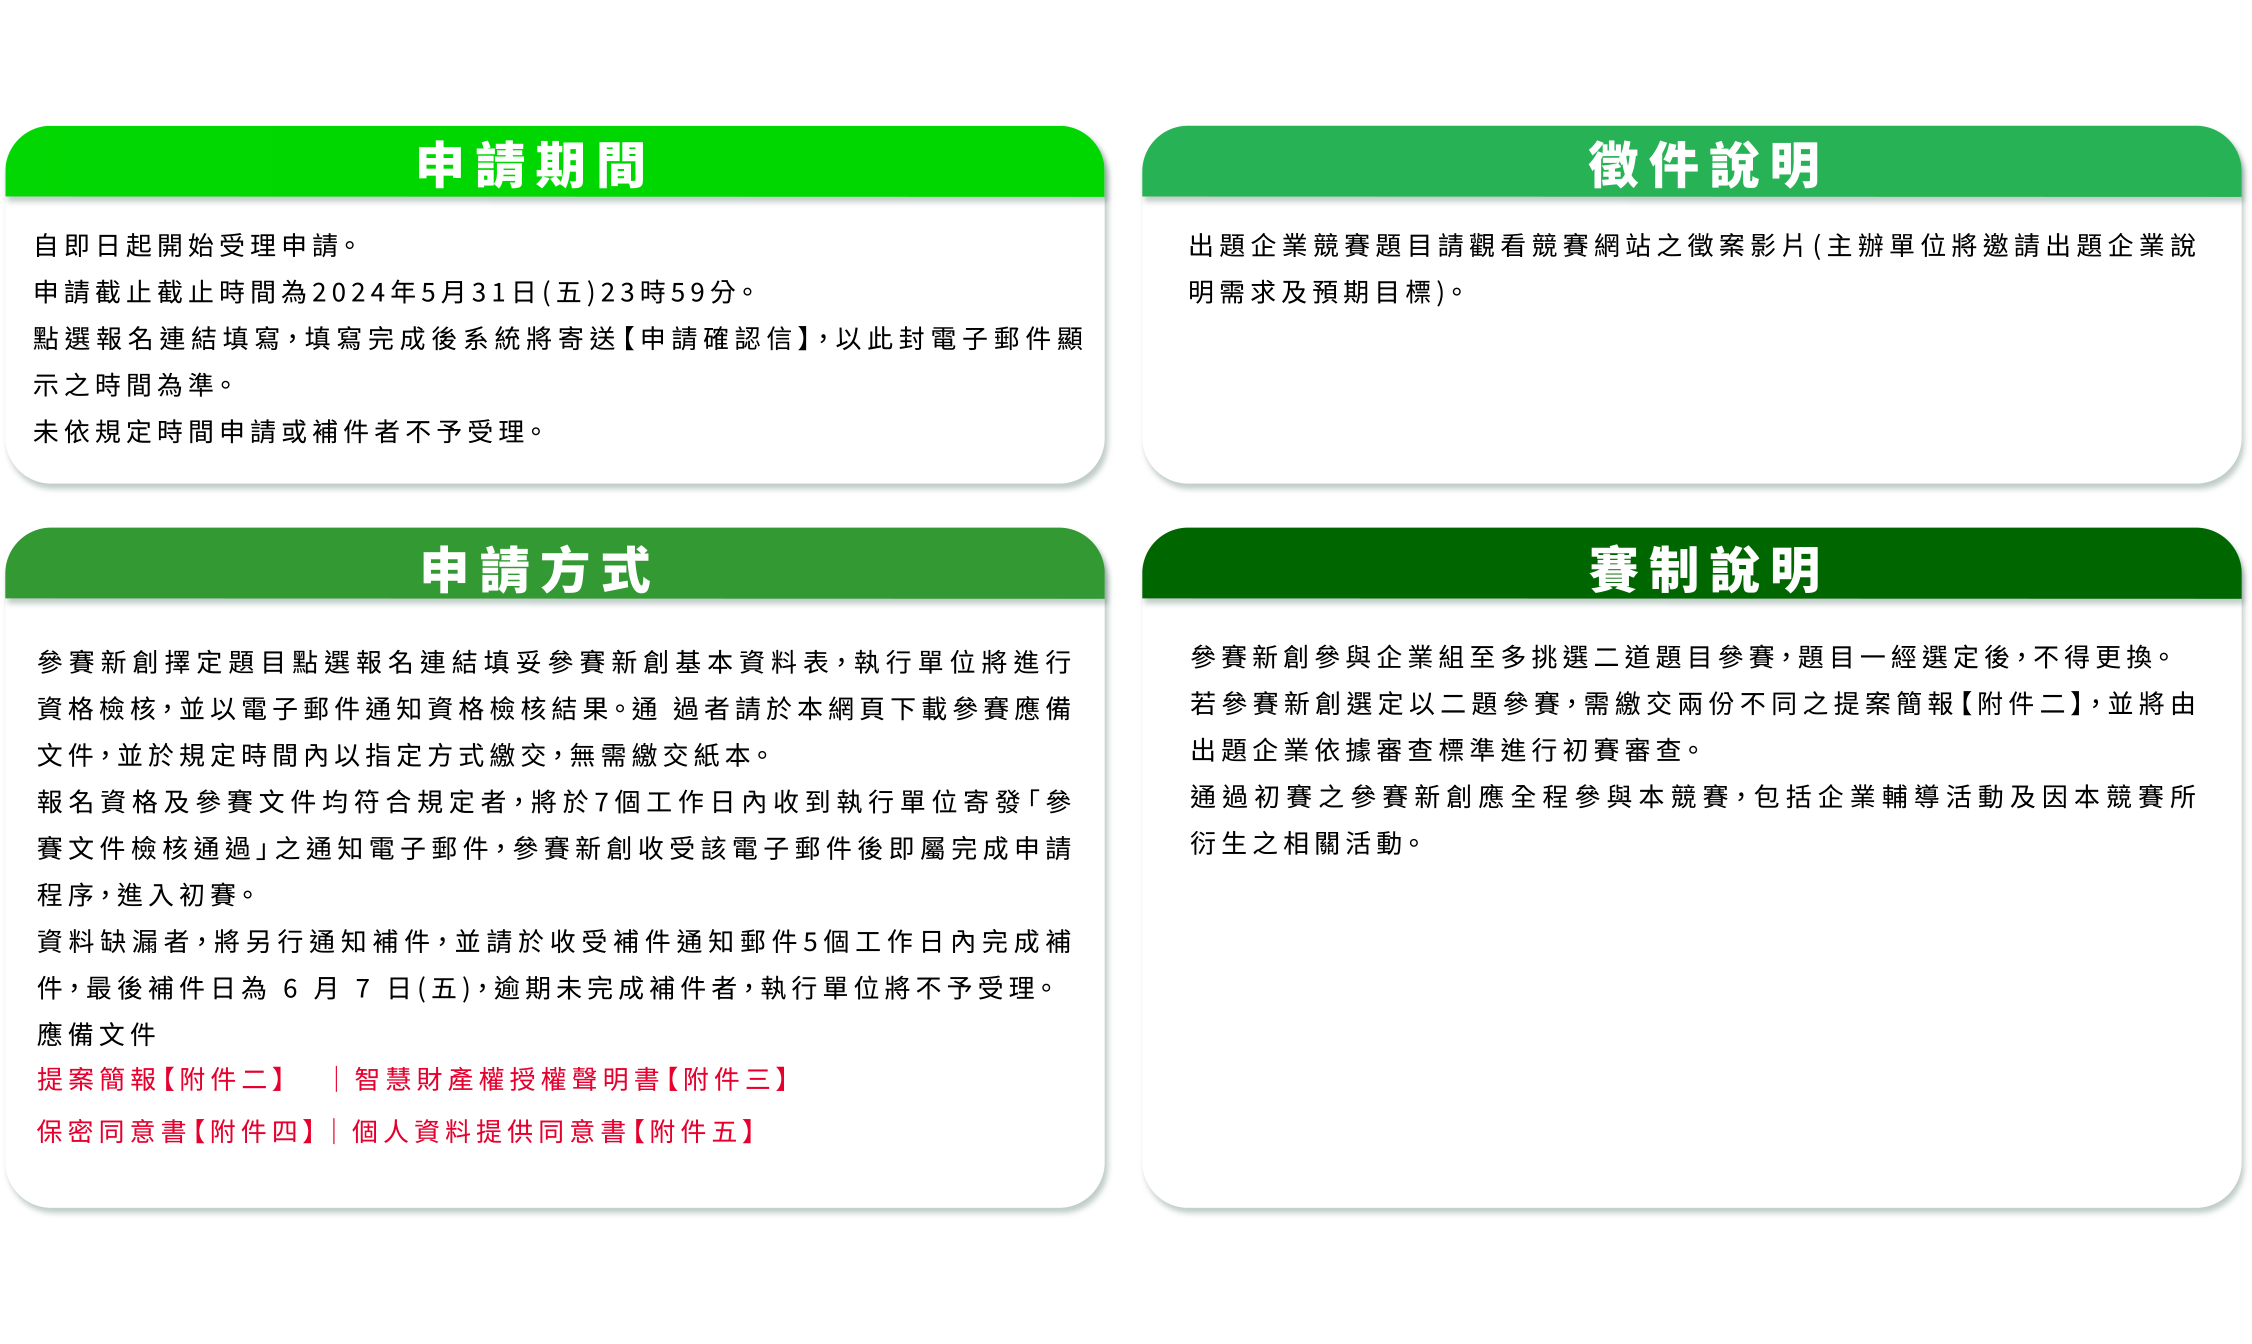 申請期間
自即日起開始受理申請。
申請截止截止時間為2024年5月31日(五)23時59分。
點選報名連結填寫，填寫完成後系統將寄送【申請確認信】，以此封電子郵件顯
示之時間為準。
未依規定時間申請或補件者不予受理。
徵件說明
出題企業競賽題目請觀看競賽網站之徵案影片(主辦單位將邀請出題企業說
明需求及預期目標)。
申請方式
參賽新創擇定題目點選報名連結填妥參賽新創基本資料表，執行單位將進行
資格檢核，並以電子郵件通知資格檢核結果。通 過者請於本網頁下載參賽應備
文件，並於規定時間內以指定方式繳交，無需繳交紙本。
報名資格及參賽文件均符合規定者，將於7個工作日內收到執行單位寄發「參
賽文件檢核通過」之通知電子郵件，參賽新創收受該電子郵件後即屬完成申請
程序，進入初賽。
資料缺漏者，將另行通知補件，並請於收受補件通知郵件5個工作日內完成補
件，最後補件日為 6 月 7 日(五)，逾期未完成補件者，執行單位將不予受理。
應備文件
提案簡報【附件二】 ｜智慧財產權授權聲明書【附件三】
保密同意書【附件四】｜個人資料提供同意書【附件五】
賽制說明
參賽新創參與企業組至多挑選二道題目參賽，題目一經選定後，不得更換。
若參賽新創選定以二題參賽，需繳交兩份不同之提案簡報【附件二】，並將由
出題企業依據審查標準進行初賽審查。
通過初賽之參賽新創應全程參與本競賽，包括企業輔導活動及因本競賽所
衍生之相關活動。